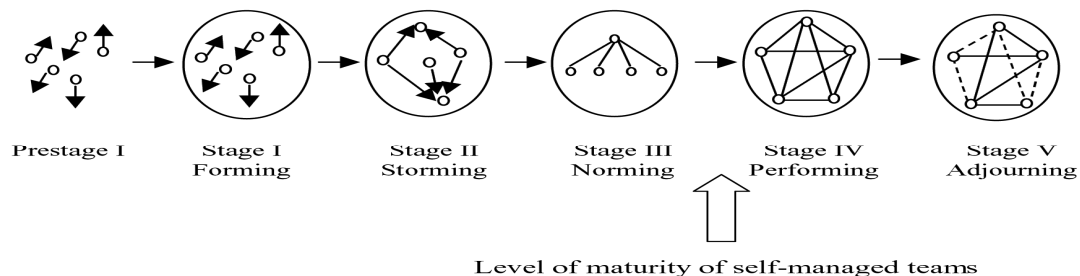 Prestage I
Stage I
Forming
Stage II
Storming
Stage III
Norming
Stage IV
Performing
Stage V
Adjourning
Level of maturity of self-managed teams